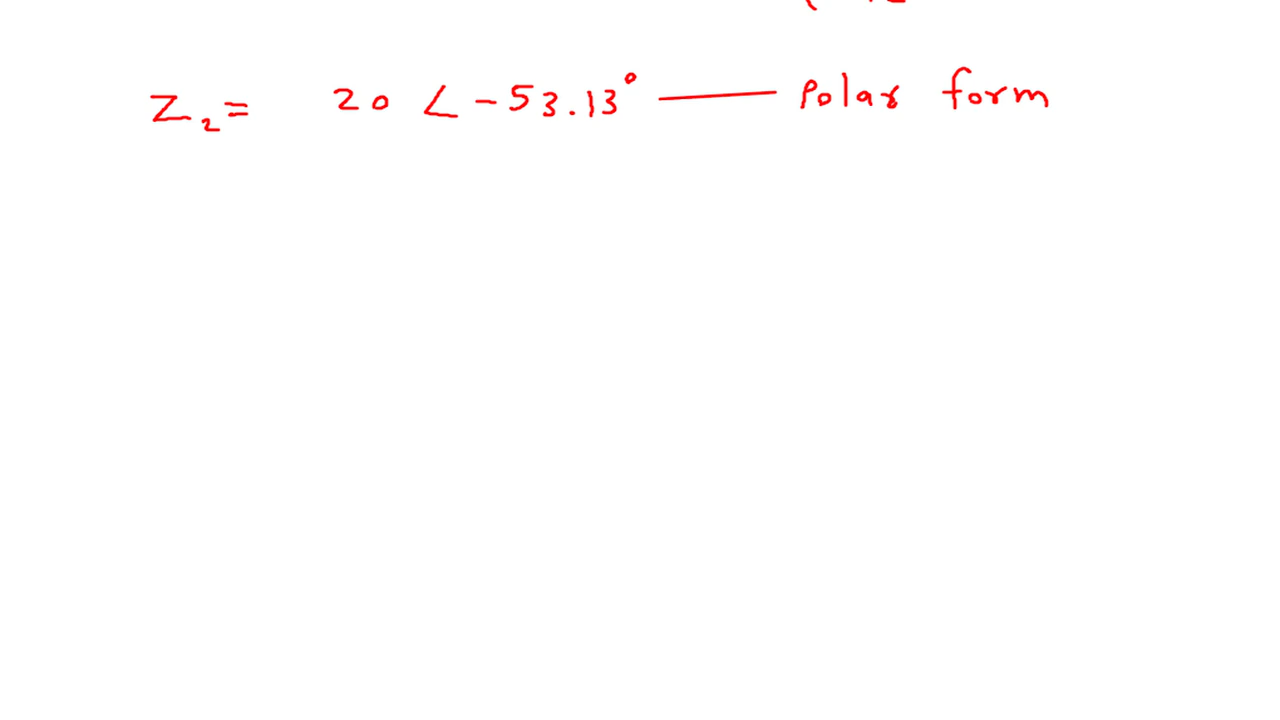 Z₂ = 20 ∠ -53.13° —— Polar form